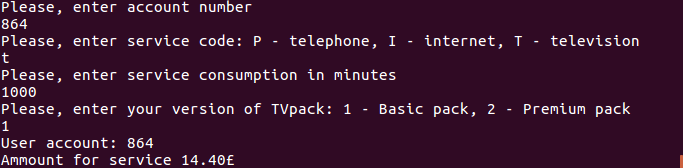 Please, enter account number
864
Please, enter service code: P - telephone, I - internet, T - television
t
Please, enter service consumption in minutes
1000
Please, enter your version of TVpack: 1 - Basic pack, 2 - Premium pack
1
User account: 864
Ammount for service 14.40£